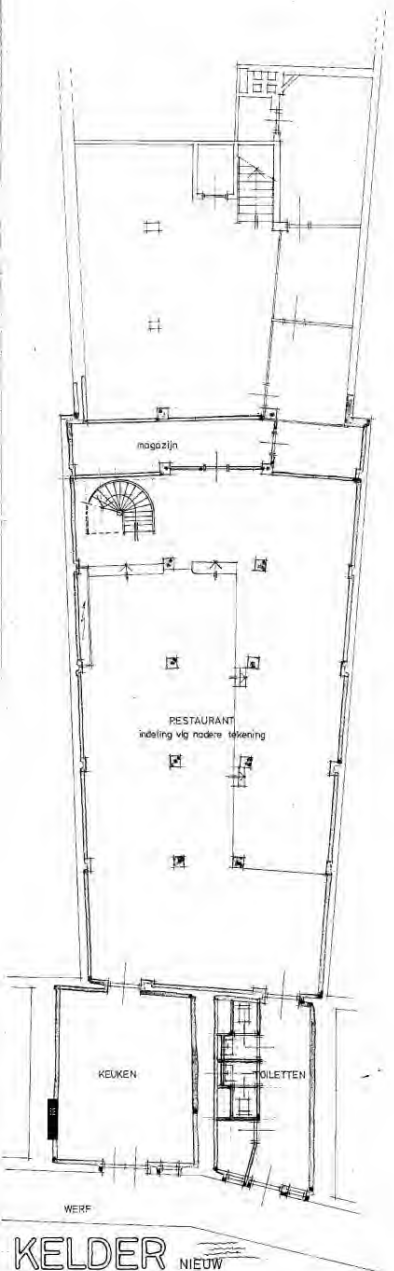 magazijn
RESTAURANT
indeling vlg nadere tekening
KEUKEN
TOILETTEN
WERF
KELDER NIEUW